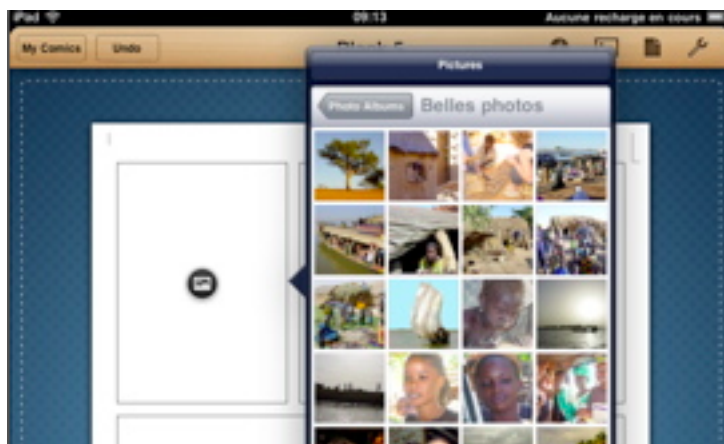 iPad 09:13 Aucune recharge en cours
My Comics Undo
Pictures
Photo Albums Belles photos